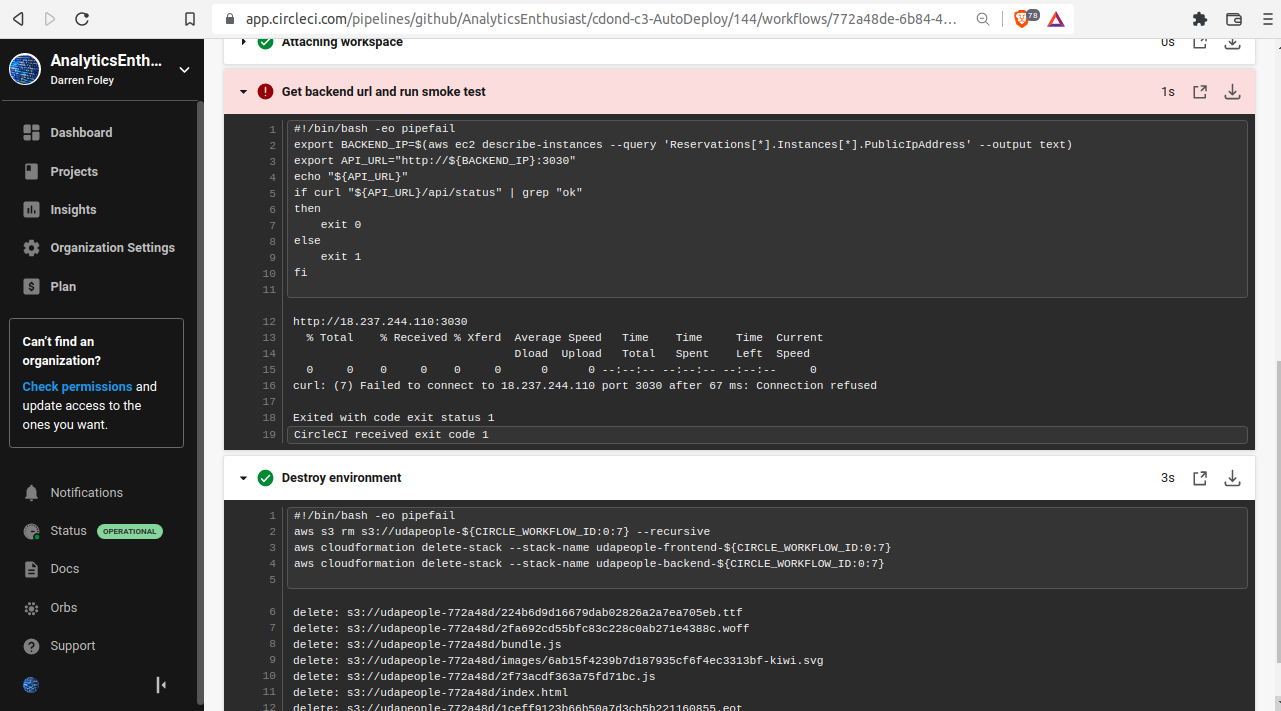 app.circleci.com/pipelines/github/AnalyticsEnthusiast/cdond-c3-AutoDeploy/144/workflows/772a48de-6b84-4...
78
AnalyticsEnth...
Darren Foley
Dashboard
Projects
Insights
Organization Settings
Plan
Can't find an
organization?
Check permissions and
update access to the
ones you want.
Notifications
Status OPERATIONAL
Docs
Orbs
Support
Attaching workspace 0s
Get backend url and run smoke test 1s
1 #!/bin/bash -eo pipefail
2 export BACKEND_IP=$(aws ec2 describe-instances --query 'Reservations[*].Instances[*].PublicIpAddress' --output text)
3 export API_URL="http://${BACKEND_IP}:3030"
4 echo "${API_URL}"
5 if curl "${API_URL}/api/status" | grep "ok"
6 then
7     exit 0
8 else
9     exit 1
10 fi
11
12 http://18.237.244.110:3030
13   % Total    % Received % Xferd  Average Speed   Time    Time     Time  Current
14                                  Dload  Upload   Total   Spent    Left  Speed
15   0     0    0     0    0     0      0      0 --:--:-- --:--:-- --:--:--     0
16 curl: (7) Failed to connect to 18.237.244.110 port 3030 after 67 ms: Connection refused
17
18 Exited with code exit status 1
19 CircleCI received exit code 1
Destroy environment 3s
1 #!/bin/bash -eo pipefail
2 aws s3 rm s3://udapeople-${CIRCLE_WORKFLOW_ID:0:7} --recursive
3 aws cloudformation delete-stack --stack-name udapeople-frontend-${CIRCLE_WORKFLOW_ID:0:7}
4 aws cloudformation delete-stack --stack-name udapeople-backend-${CIRCLE_WORKFLOW_ID:0:7}
5
6 delete: s3://udapeople-772a48d/224b6d9d16679dab02826a2a7ea705eb.ttf
7 delete: s3://udapeople-772a48d/2fa692cd55bfc83c228c0ab271e4388c.woff
8 delete: s3://udapeople-772a48d/bundle.js
9 delete: s3://udapeople-772a48d/images/6ab15f4239b7d187935cf6f4ec3313bf-kiwi.svg
10 delete: s3://udapeople-772a48d/2f73acdf363a75fd71bc.js
11 delete: s3://udapeople-772a48d/index.html
12 delete: s3://udapeople-772a48d/1ceff9123b66b50a7d3cb5b221160855.eot